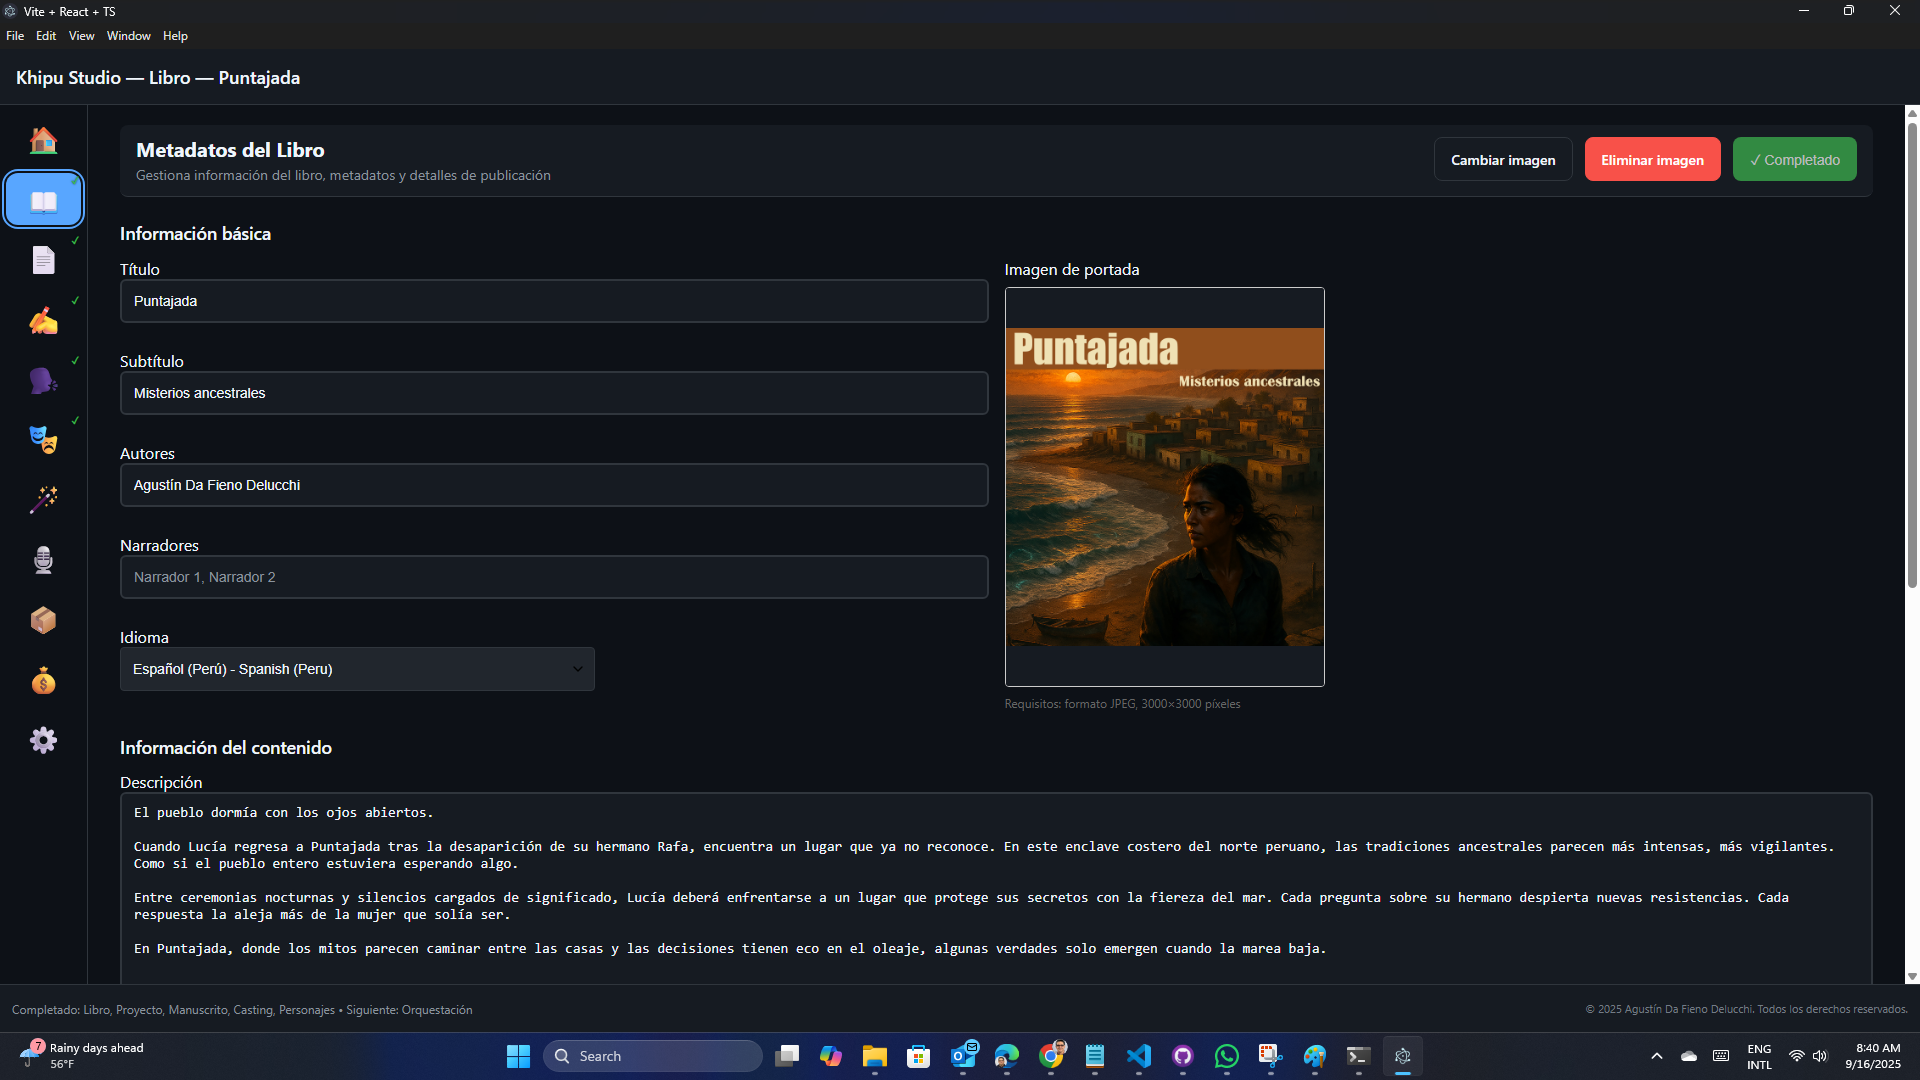 Vite + React + TS
File Edit View Window Help
Khipu Studio — Libro — Puntajada
Metadatos del Libro
Gestiona información del libro, metadatos y detalles de publicación
Cambiar imagen
Eliminar imagen
✓ Completado
Información básica
Título
Puntajada
Subtítulo
Misterios ancestrales
Autores
Agustín Da Fieno Delucchi
Narradores
Narrador 1, Narrador 2
Idioma
Español (Perú) - Spanish (Peru)
Imagen de portada
Puntajada
Misterios ancestrales
Requisitos: formato JPEG, 3000×3000 píxeles
Información del contenido
Descripción
El pueblo dormía con los ojos abiertos.
Cuando Lucía regresa a Puntajada tras la desaparición de su hermano Rafa, encuentra un lugar que ya no reconoce. En este enclave costero del norte peruano, las tradiciones ancestrales parecen más intensas, más vigilantes.
Como si el pueblo entero estuviera esperando algo.
Entre ceremonias nocturnas y silencios cargados de significado, Lucía deberá enfrentarse a un lugar que protege sus secretos con la fiereza del mar. Cada pregunta sobre su hermano despierta nuevas resistencias. Cada
respuesta la aleja más de la mujer que solía ser.
En Puntajada, donde los mitos parecen caminar entre las casas y las decisiones tienen eco en el oleaje, algunas verdades solo emergen cuando la marea baja.
Completado: Libro, Proyecto, Manuscrito, Casting, Personajes • Siguiente: Orquestación
© 2025 Agustín Da Fieno Delucchi. Todos los derechos reservados.
7
Rainy days ahead
56°F
Search
ENG
INTL
8:40 AM
9/16/2025